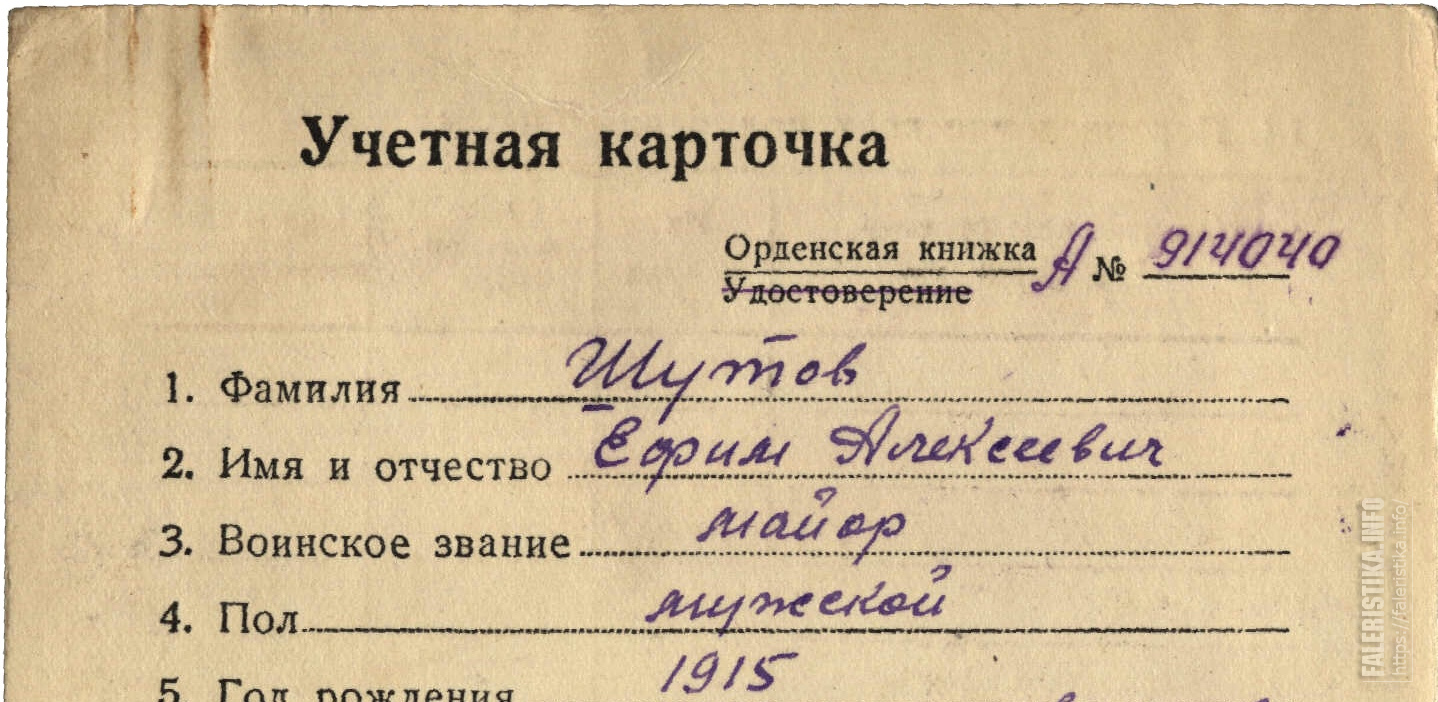 Учетная карточка
Орденская книжка А № 914040
Удостоверение
1. Фамилия Шутов
2. Имя и отчество Ефим Алексеевич
3. Воинское звание майор
4. Пол мужской
5. Год рождения 1915
FALERISTIKA.INFO
https://faleristika.info/